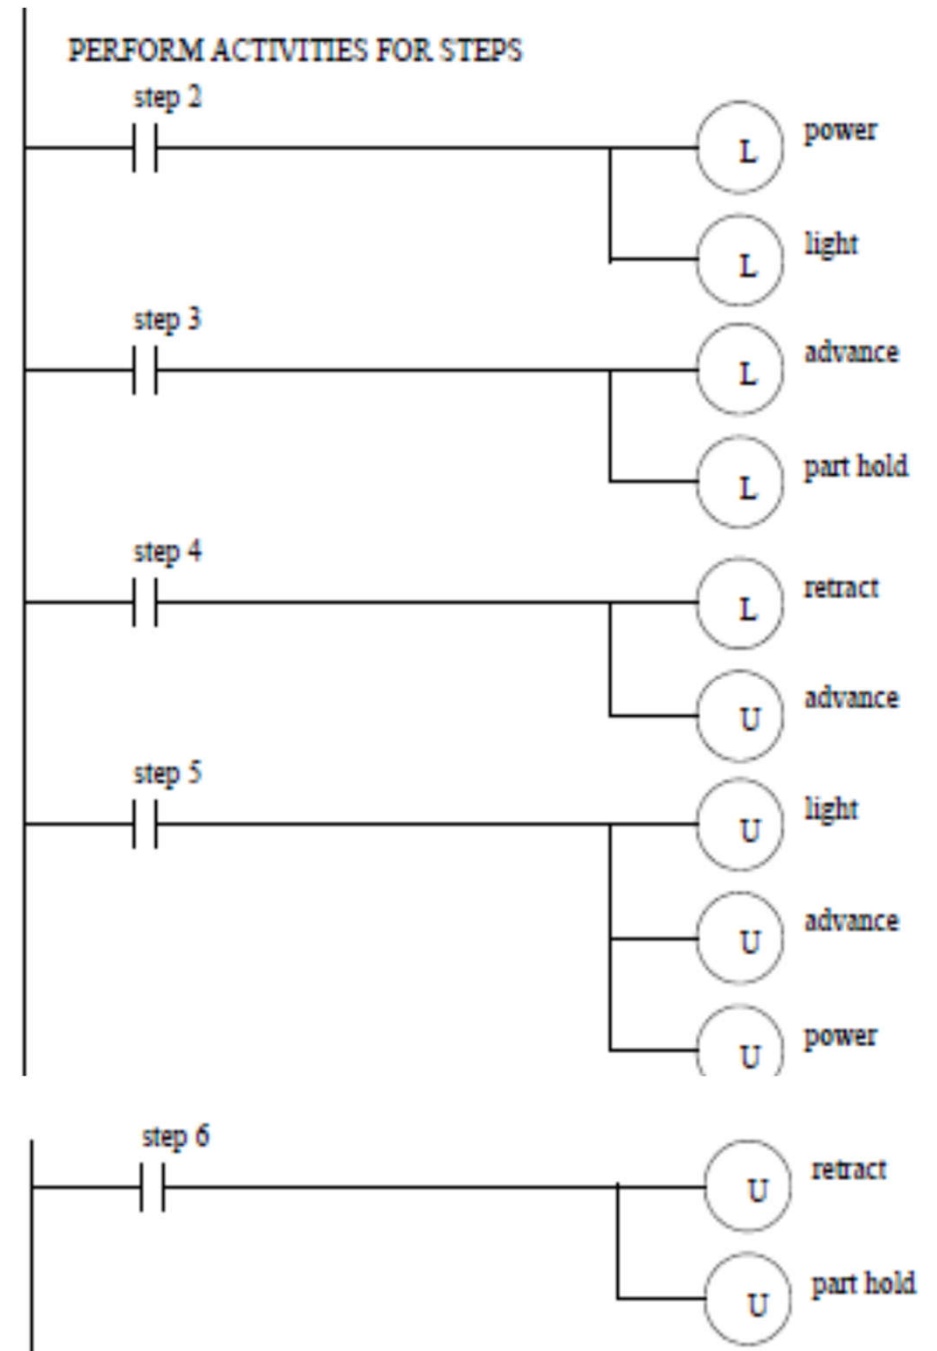 PERFORM ACTIVITIES FOR STEPS
step 2
L power
L light
step 3
L advance
L part hold
step 4
L retract
U advance
step 5
U light
U advance
U power
step 6
U retract
U part hold